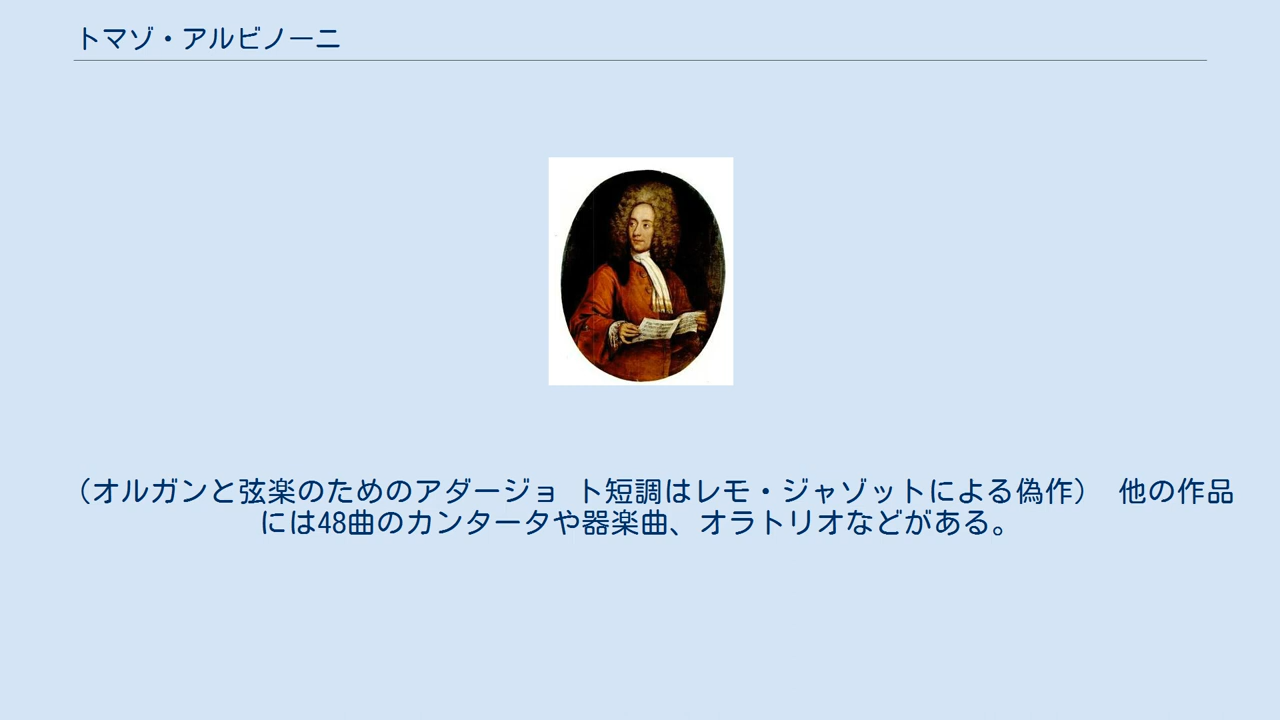 トマゾ・アルビノーニ
（オルガンと弦楽のためのアダージョ ト短調はレモ・ジャゾットによる偽作） 他の作品
には48曲のカンタータや器楽曲、オラトリオなどがある。